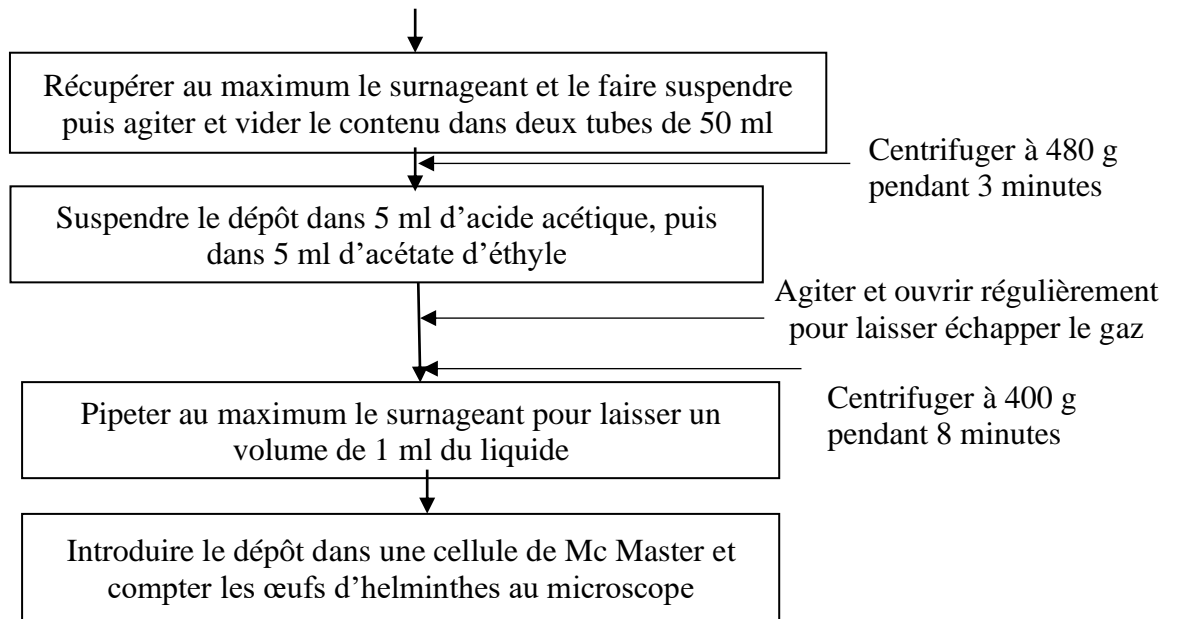 Récupérer au maximum le surnageant et le faire suspendre
puis agiter et vider le contenu dans deux tubes de 50 ml
Centrifuger à 480 g
pendant 3 minutes
Suspendre le dépôt dans 5 ml d’acide acétique, puis
dans 5 ml d’acétate d’éthyle
Agiter et ouvrir régulièrement
pour laisser échapper le gaz
Centrifuger à 400 g
pendant 8 minutes
Pipeter au maximum le surnageant pour laisser un
volume de 1 ml du liquide
Introduire le dépôt dans une cellule de Mc Master et
compter les œufs d’helminthes au microscope